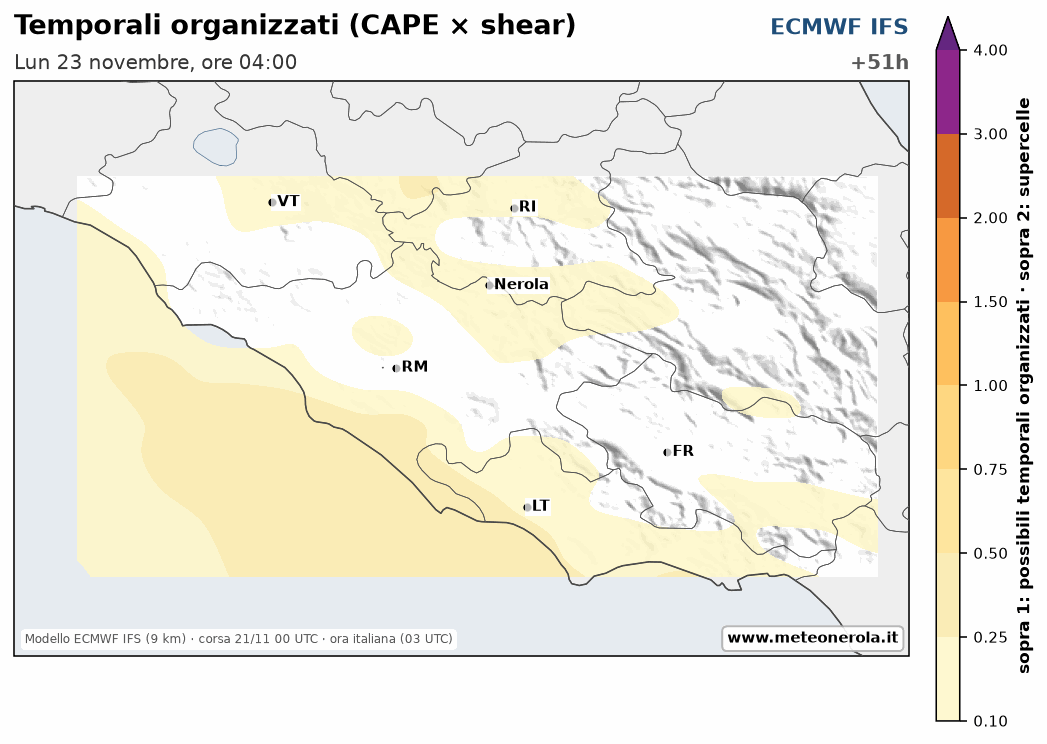 Temporali organizzati (CAPE × shear)
ECMWF IFS
Lun 23 novembre, ore 04:00
+51h
VT
RI
Nerola
RM
FR
LT
Modello ECMWF IFS (9 km) · corsa 21/11 00 UTC · ora italiana (03 UTC)
www.meteonerola.it
4.00
3.00
2.00
1.50
1.00
0.75
0.50
0.25
0.10
sopra 1: possibili temporali organizzati · sopra 2: supercelle